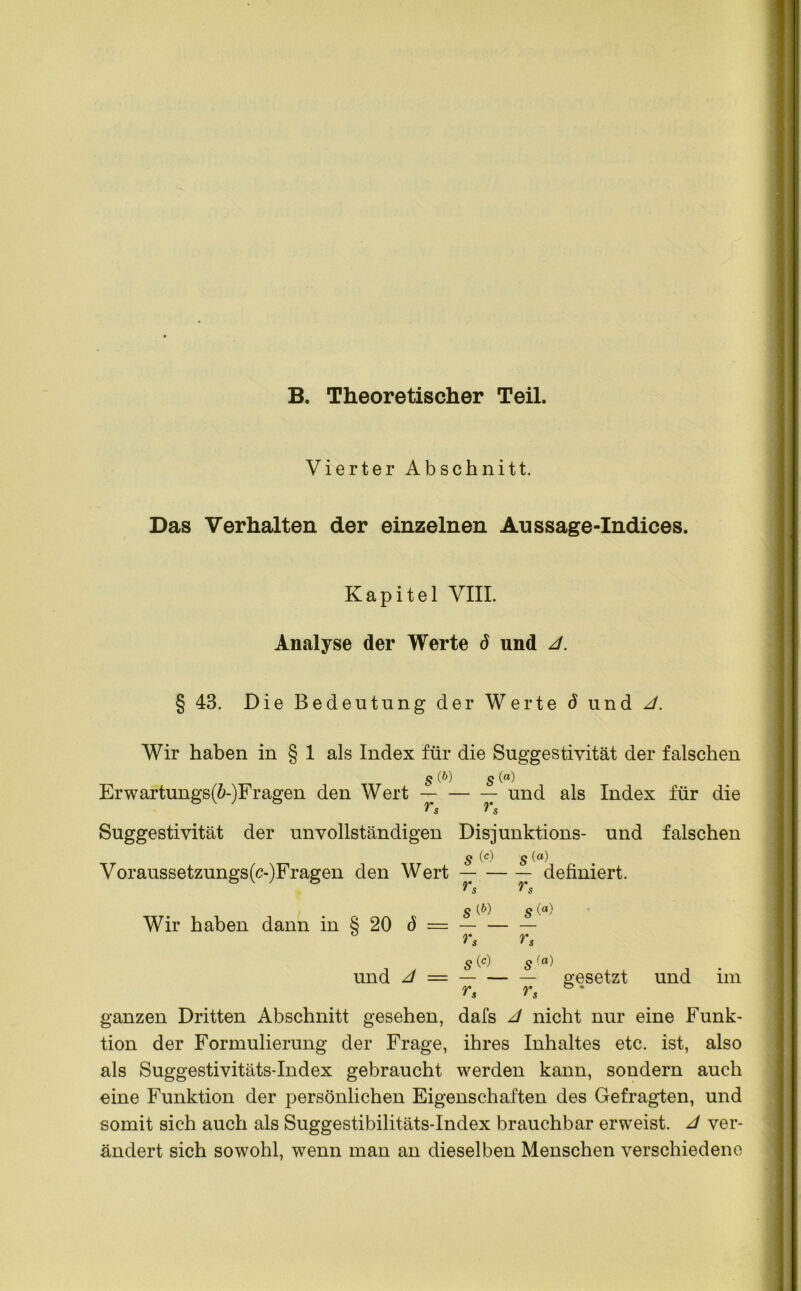 B. Theoretischer Teil.
Vierter Abschnitt.
Das Verhalten der einzelnen Aussage-Indices.
Kapitel VIII.
Analyse der Werte δ und Δ.
§ 43. Die Bedeutung der Werte δ und Δ.
Wir haben in § 1 als Index für die Suggestivität der falschen
Erwartungs(b-)Fragen den Wert s/rₛ ⁽ᵇ⁾ — s/rₛ ⁽ᵃ⁾ und als Index für die
Suggestivität der unvollständigen Disjunktions- und falschen
Voraussetzungs(c-)Fragen den Wert s/rₛ ⁽ᶜ⁾ — s/rₛ ⁽ᵃ⁾ definiert.
Wir haben dann in § 20 δ = s/rₛ ⁽ᵇ⁾ — s/rₛ ⁽ᵃ⁾
und Δ = s/rₛ ⁽ᶜ⁾ — s/rₛ ⁽ᵃ⁾ gesetzt und im
ganzen Dritten Abschnitt gesehen, daſs Δ nicht nur eine Funk-
tion der Formulierung der Frage, ihres Inhaltes etc. ist, also
als Suggestivitäts-Index gebraucht werden kann, sondern auch
eine Funktion der persönlichen Eigenschaften des Gefragten, und
somit sich auch als Suggestibilitäts-Index brauchbar erweist. Δ ver-
ändert sich sowohl, wenn man an dieselben Menschen verschiedene